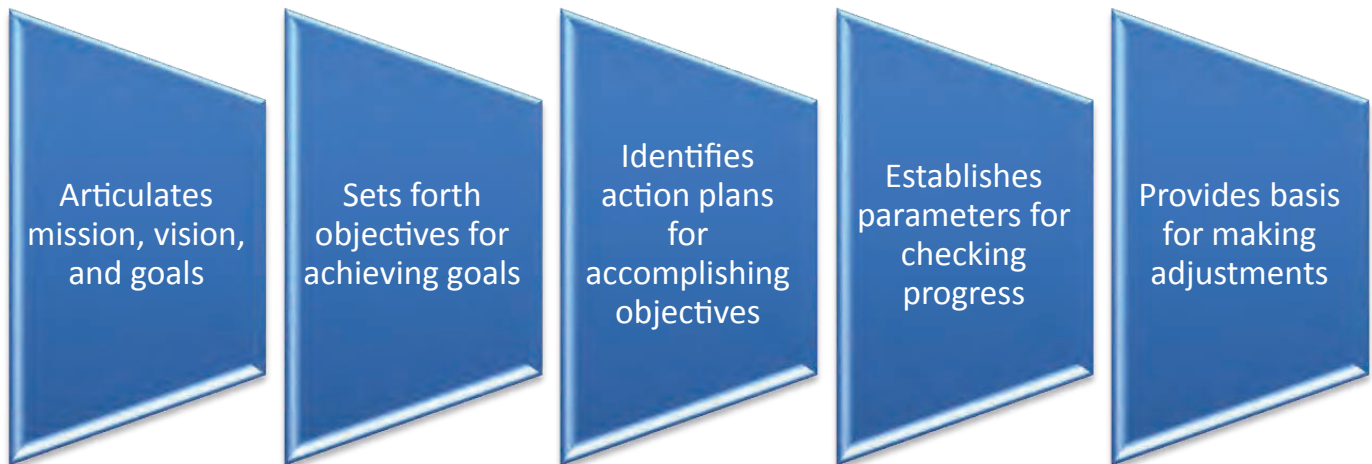 Articulates
mission, vision,
and goals
Sets forth
objectives for
achieving goals
Identifies
action plans
for
accomplishing
objectives
Establishes
parameters for
checking
progress
Provides basis
for making
adjustments